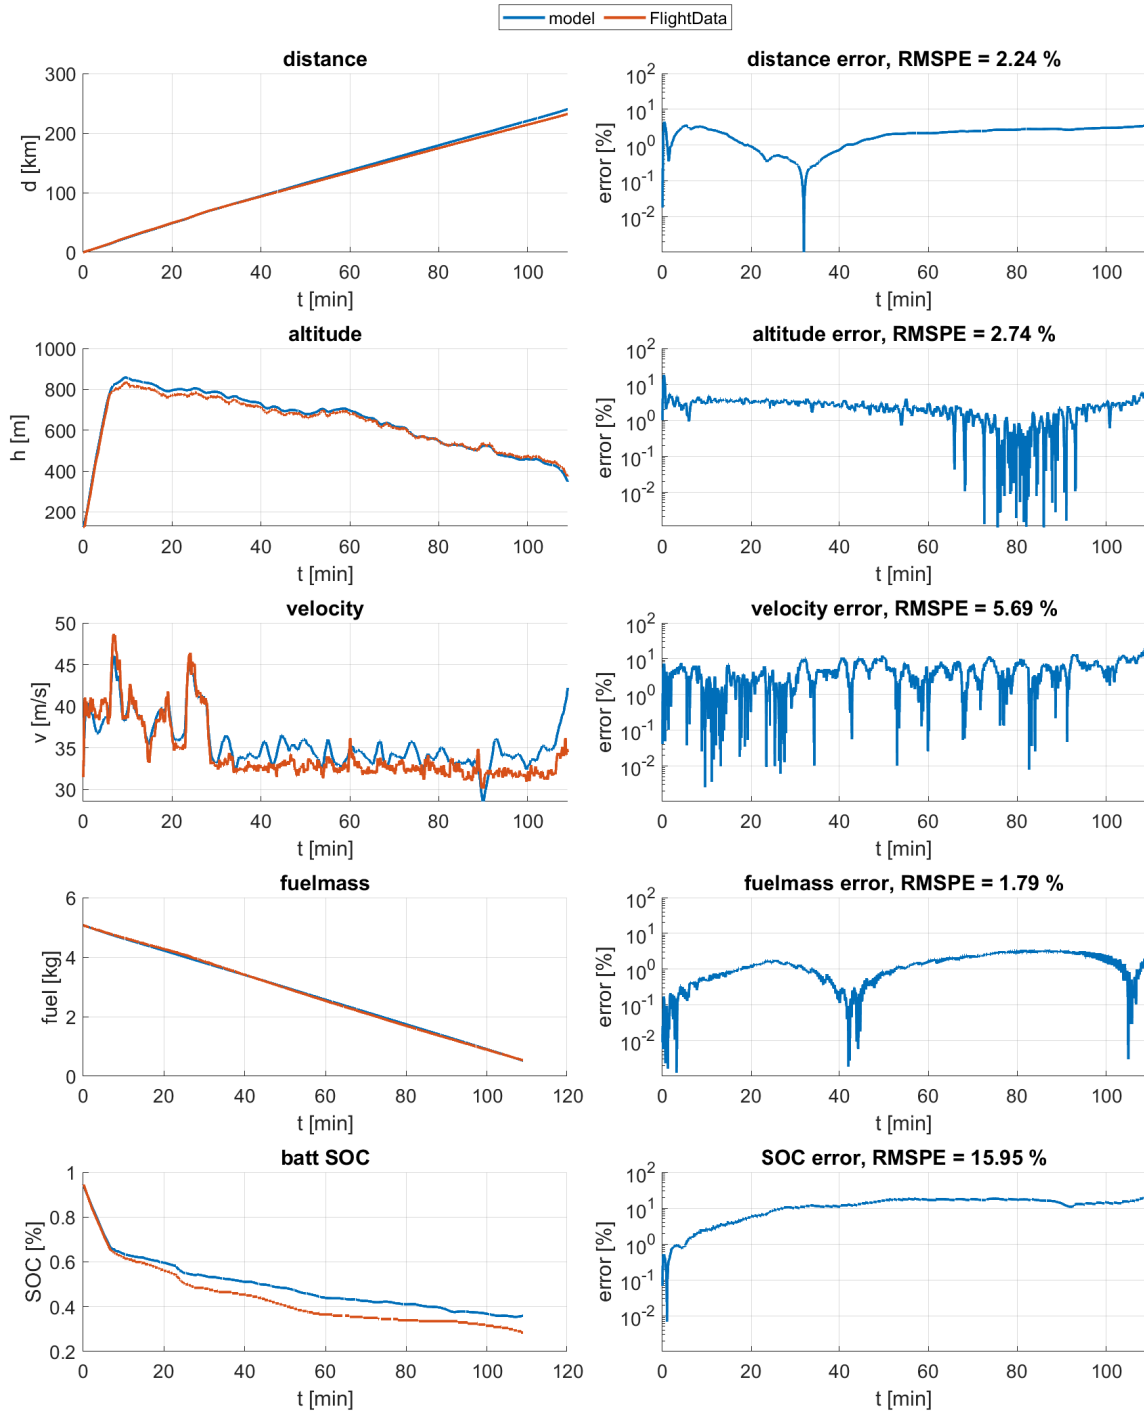 model FlightData
distance
300
200
100
0
d [km]
0 20 40 60 80 100
t [min]
distance error, RMSPE = 2.24 %
10^2
10^1
10^0
10^-1
10^-2
error [%]
0 20 40 60 80 100
t [min]
altitude
1000
800
600
400
200
h [m]
0 20 40 60 80 100
t [min]
altitude error, RMSPE = 2.74 %
10^2
10^1
10^0
10^-1
10^-2
error [%]
0 20 40 60 80 100
t [min]
velocity
50
45
40
35
30
v [m/s]
0 20 40 60 80 100
t [min]
velocity error, RMSPE = 5.69 %
10^2
10^1
10^0
10^-1
10^-2
error [%]
0 20 40 60 80 100
t [min]
fuelmass
6
4
2
0
fuel [kg]
0 20 40 60 80 100 120
t [min]
fuelmass error, RMSPE = 1.79 %
10^2
10^1
10^0
10^-1
10^-2
error [%]
0 20 40 60 80 100
t [min]
batt SOC
1
0.8
0.6
0.4
0.2
SOC [%]
0 20 40 60 80 100 120
t [min]
SOC error, RMSPE = 15.95 %
10^2
10^1
10^0
10^-1
10^-2
error [%]
0 20 40 60 80 100
t [min]